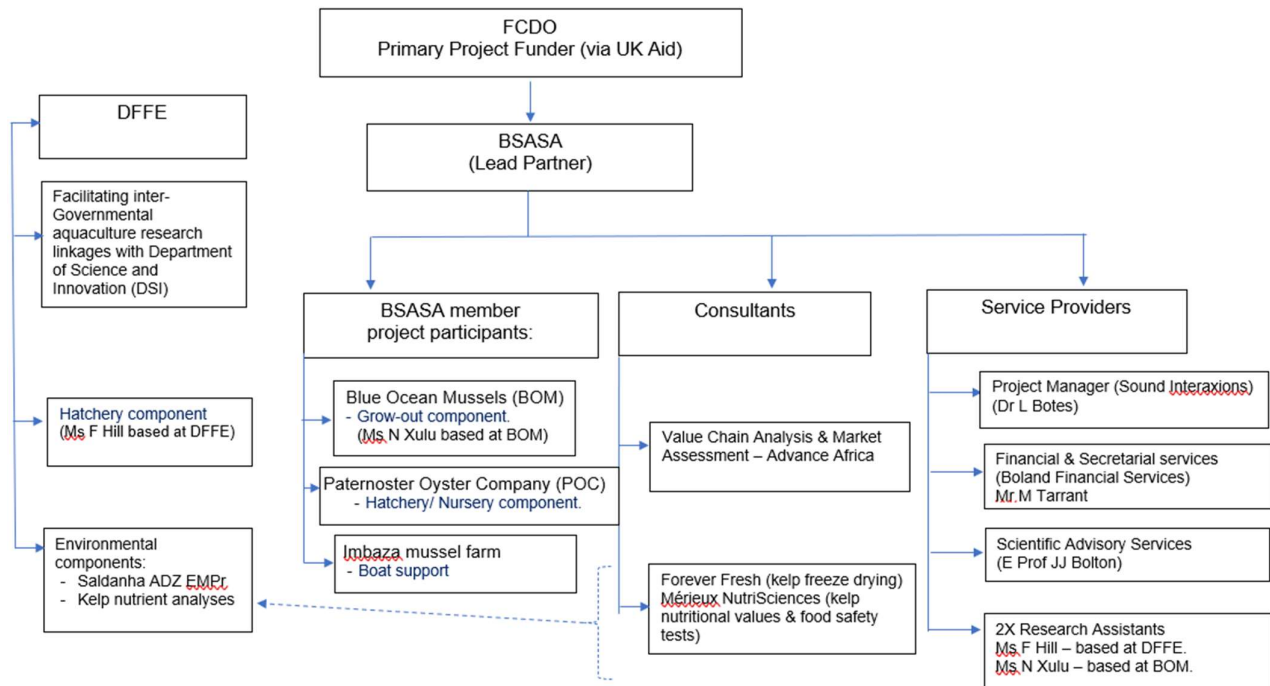 FCDO
Primary Project Funder (via UK Aid)
BSASA
(Lead Partner)
DFFE
Facilitating inter-
Governmental
aquaculture research
linkages with Department
of Science and
Innovation (DSI)
Hatchery component
(Ms F Hill based at DFFE)
Environmental
components:
- Saldanha ADZ EMPr
- Kelp nutrient analyses
BSASA member
project participants:
Blue Ocean Mussels (BOM)
- Grow-out component.
(Ms N Xulu based at BOM)
Paternoster Oyster Company (POC)
- Hatchery/ Nursery component.
Imbaza mussel farm
- Boat support
Consultants
Value Chain Analysis & Market
Assessment – Advance Africa
Forever Fresh (kelp freeze drying)
Mérieux NutriSciences (kelp
nutritional values & food safety
tests)
Service Providers
Project Manager (Sound Interaxions)
(Dr L Botes)
Financial & Secretarial services
(Boland Financial Services)
Mr M Tarrant
Scientific Advisory Services
(E Prof JJ Bolton)
2X Research Assistants
Ms F Hill – based at DFFE.
Ms N Xulu – based at BOM.